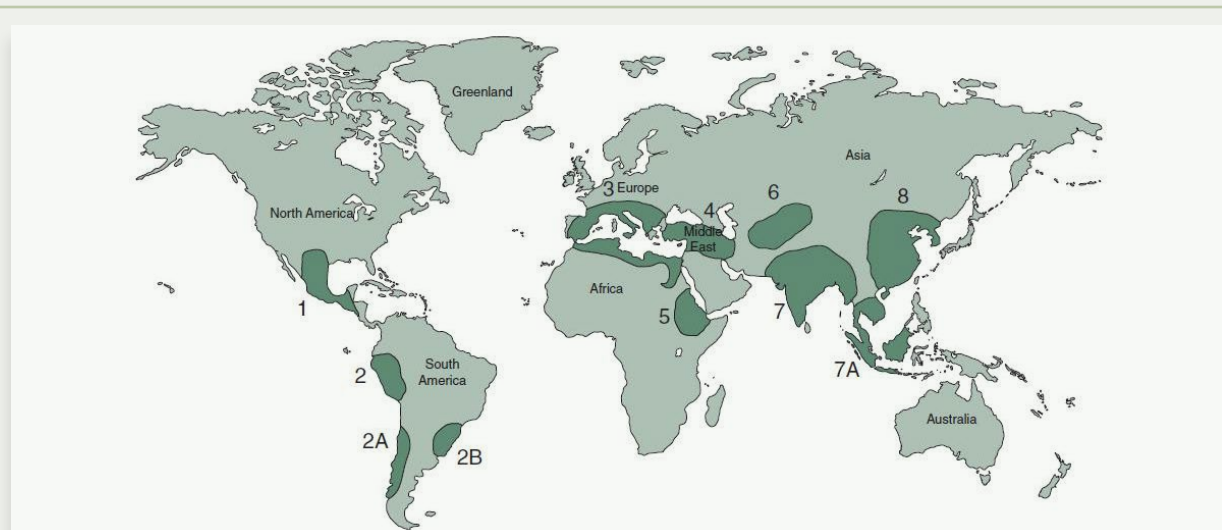 Greenland
Asia
3 Europe
6
8
North America
4
Middle
East
Africa
1
5
7
2
South
America
7A
Australia
2A
2B